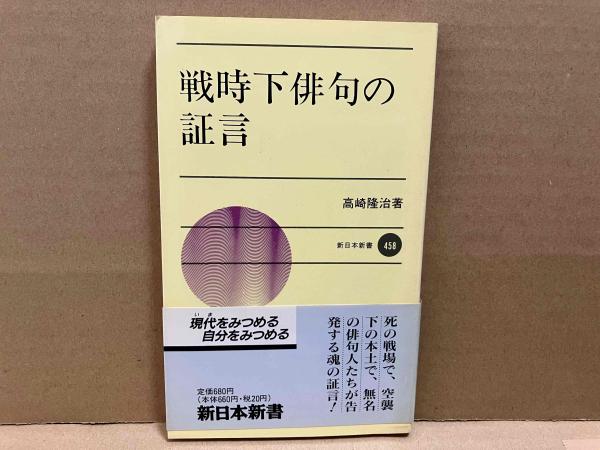 戦時下俳句の
証言
高崎隆治著
新日本新書
458
いま
現代をみつめる
自分をみつめる
死の戦場で、空襲
下の本土で、無名
の俳句人たちが告
発する魂の証言!
定価680円
(本体660円・税20円)
新日本新書